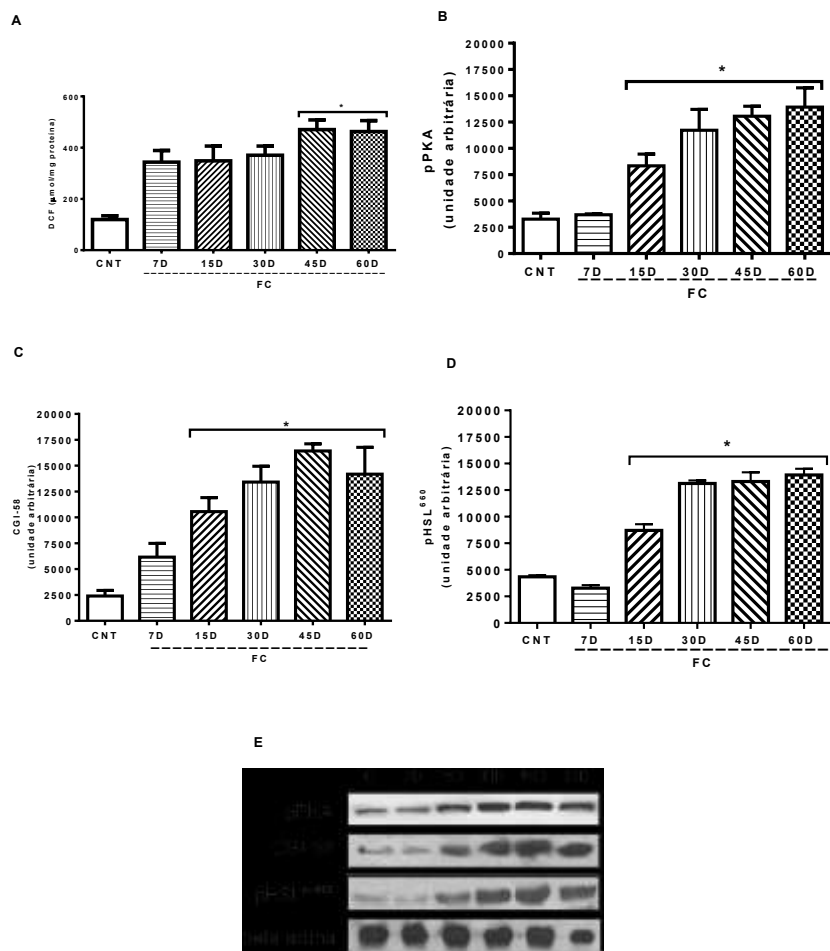 A
DCF (µmol/mg proteína)
600
400
200
0
*
CNT 7D 15D 30D 45D 60D
FC
B
pPKA
(unidade arbitrária)
20000
17500
15000
12500
10000
7500
5000
2500
0
*
CNT 7D 15D 30D 45D 60D
FC
C
CGI-58
(unidade arbitrária)
20000
17500
15000
12500
10000
7500
5000
2500
0
*
CNT 7D 15D 30D 45D 60D
FC
D
pHSL660
(unidade arbitrária)
20000
17500
15000
12500
10000
7500
5000
2500
0
*
CNT 7D 15D 30D 45D 60D
FC
E